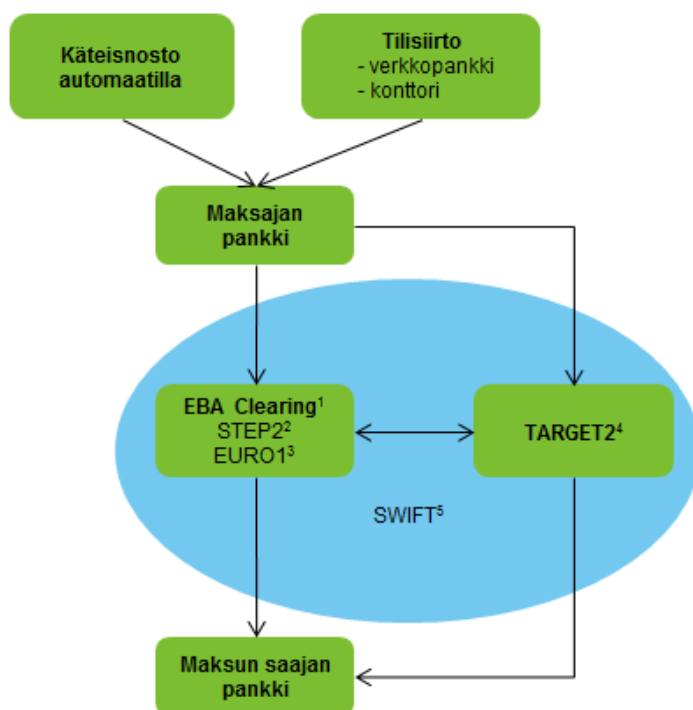 Käteisnosto
automaatilla
Tilisiirto
- verkkopankki
- konttori
Maksajan
pankki
EBA Clearing¹
STEP2²
EURO1³
TARGET2⁴
SWIFT⁵
Maksun saajan
pankki